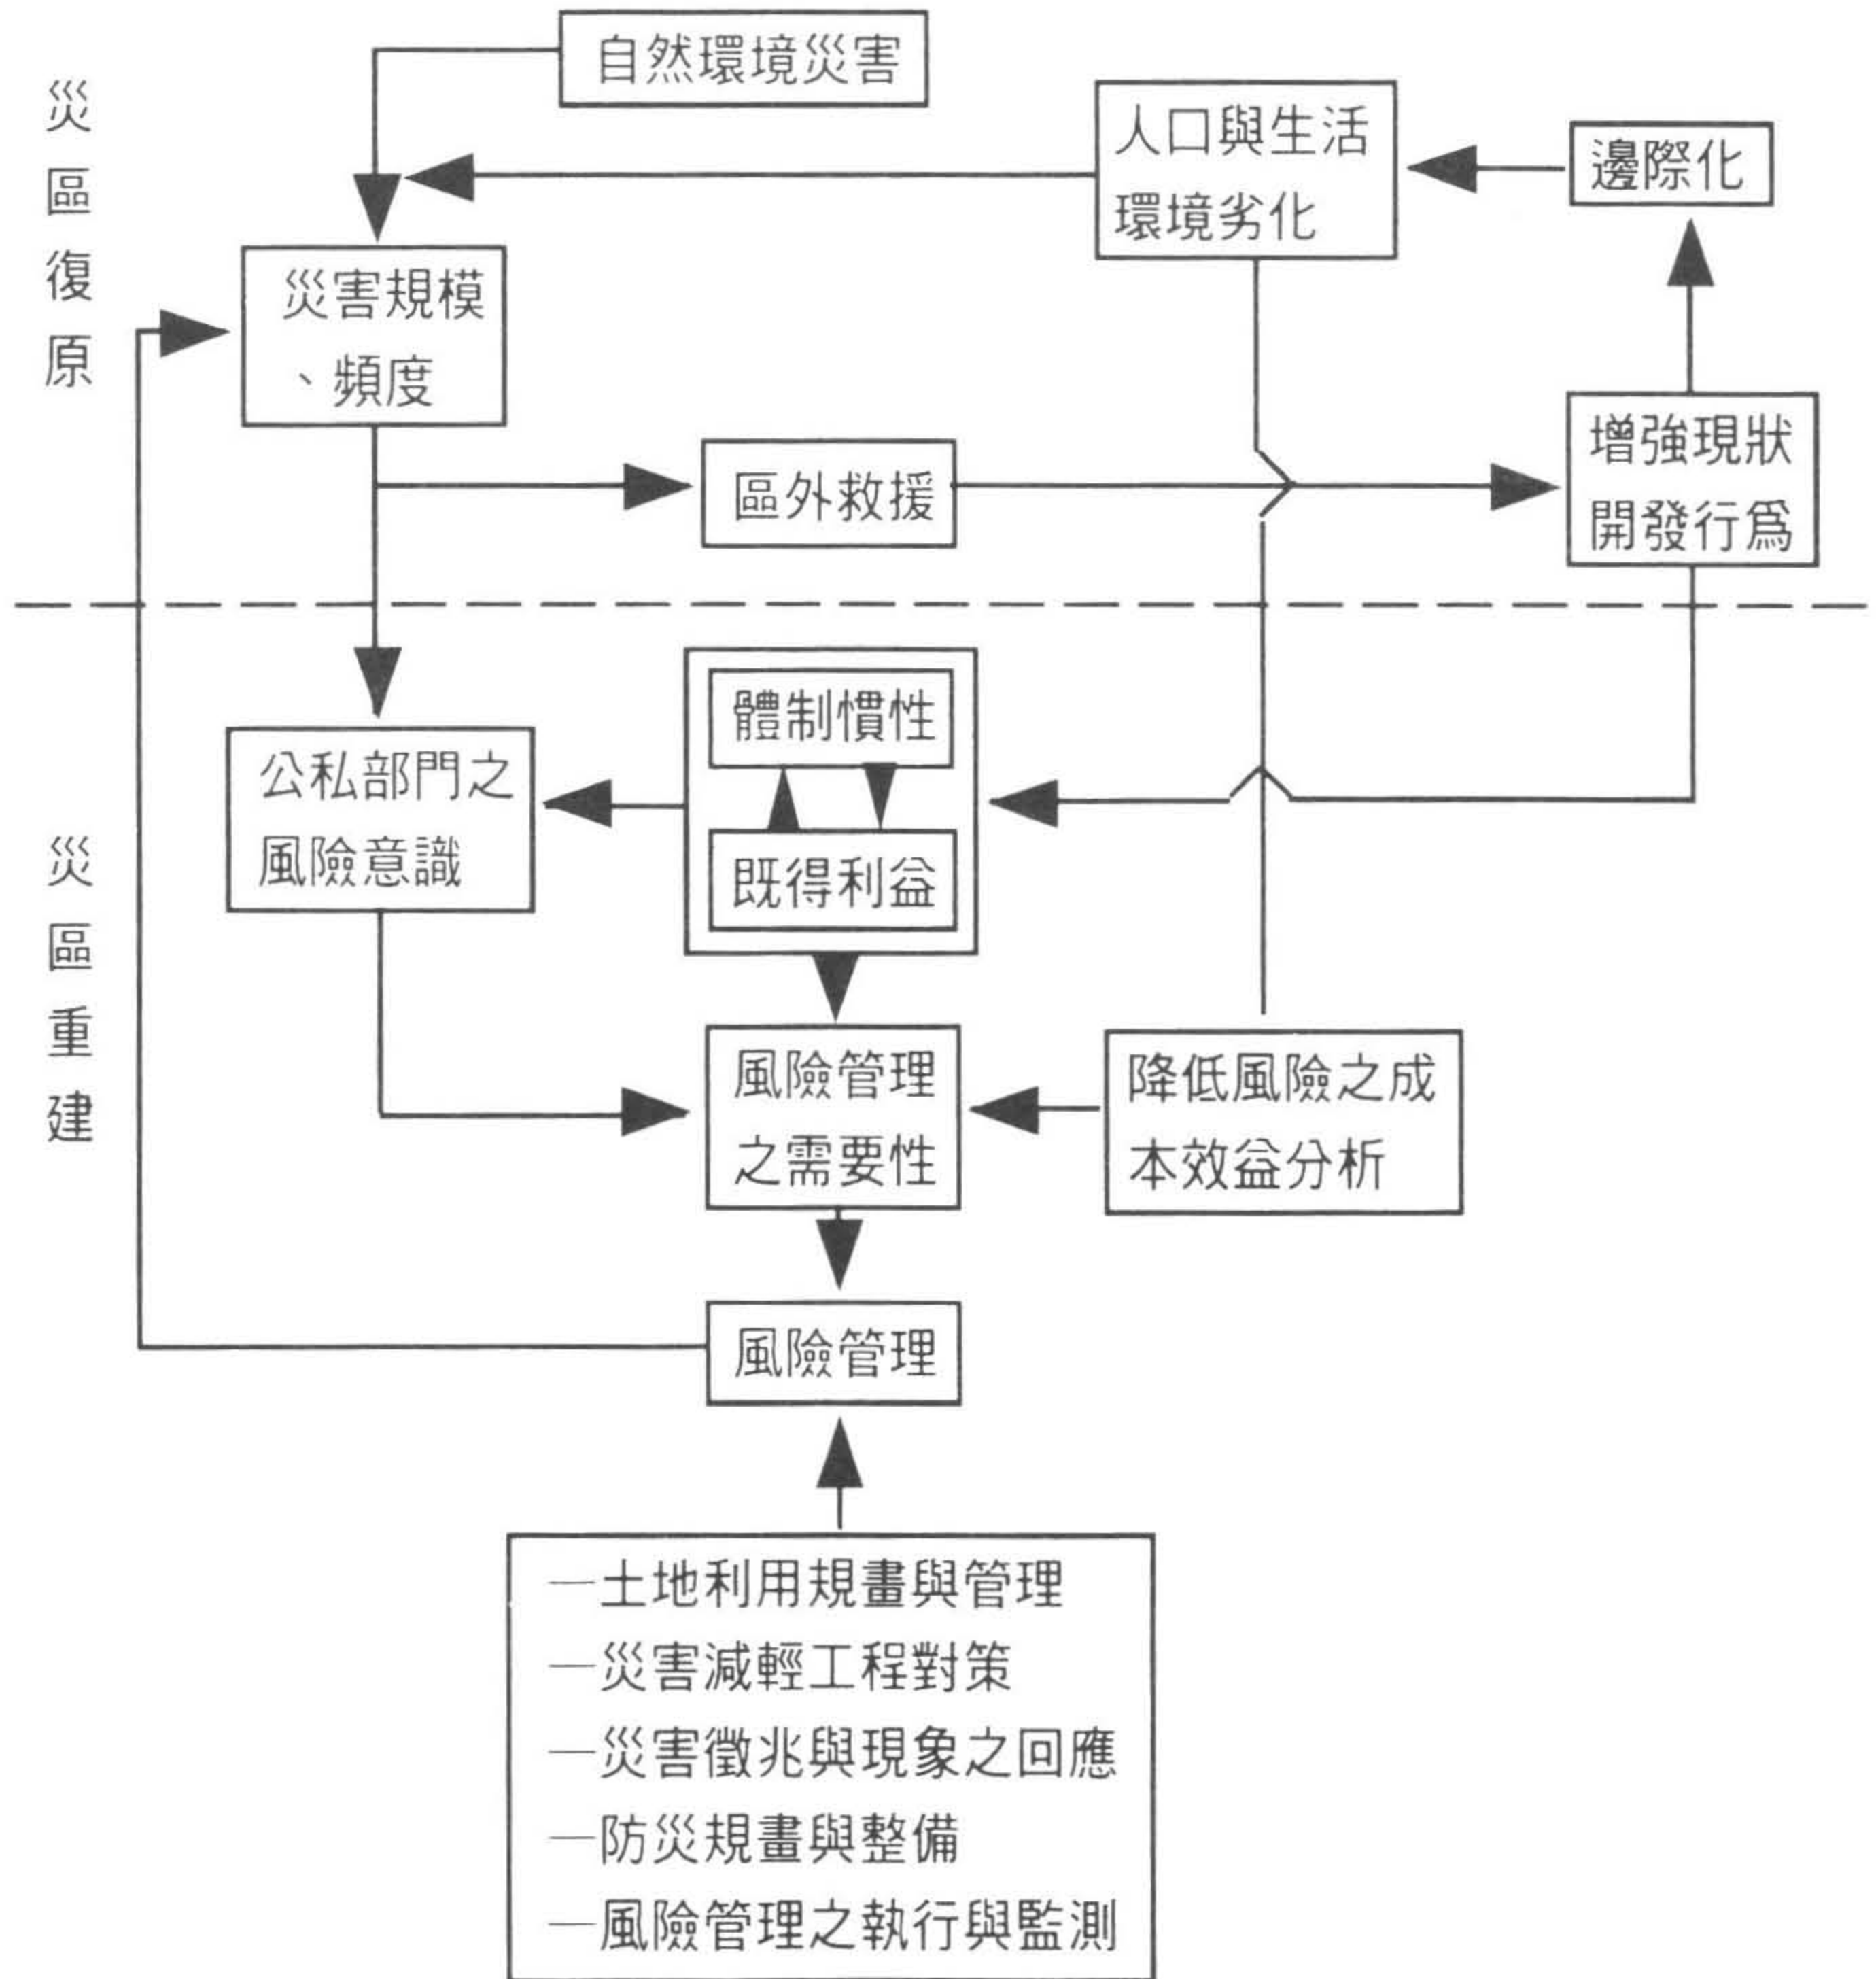 災區復原
自然環境災害
人口與生活
環境劣化
邊際化
災害規模
、頻度
區外救援
增強現狀
開發行爲
災區重建
體制慣性
既得利益
公私部門之
風險意識
風險管理
之需要性
降低風險之成
本效益分析
風險管理
—土地利用規畫與管理
—災害減輕工程對策
—災害徵兆與現象之回應
—防災規畫與整備
—風險管理之執行與監測